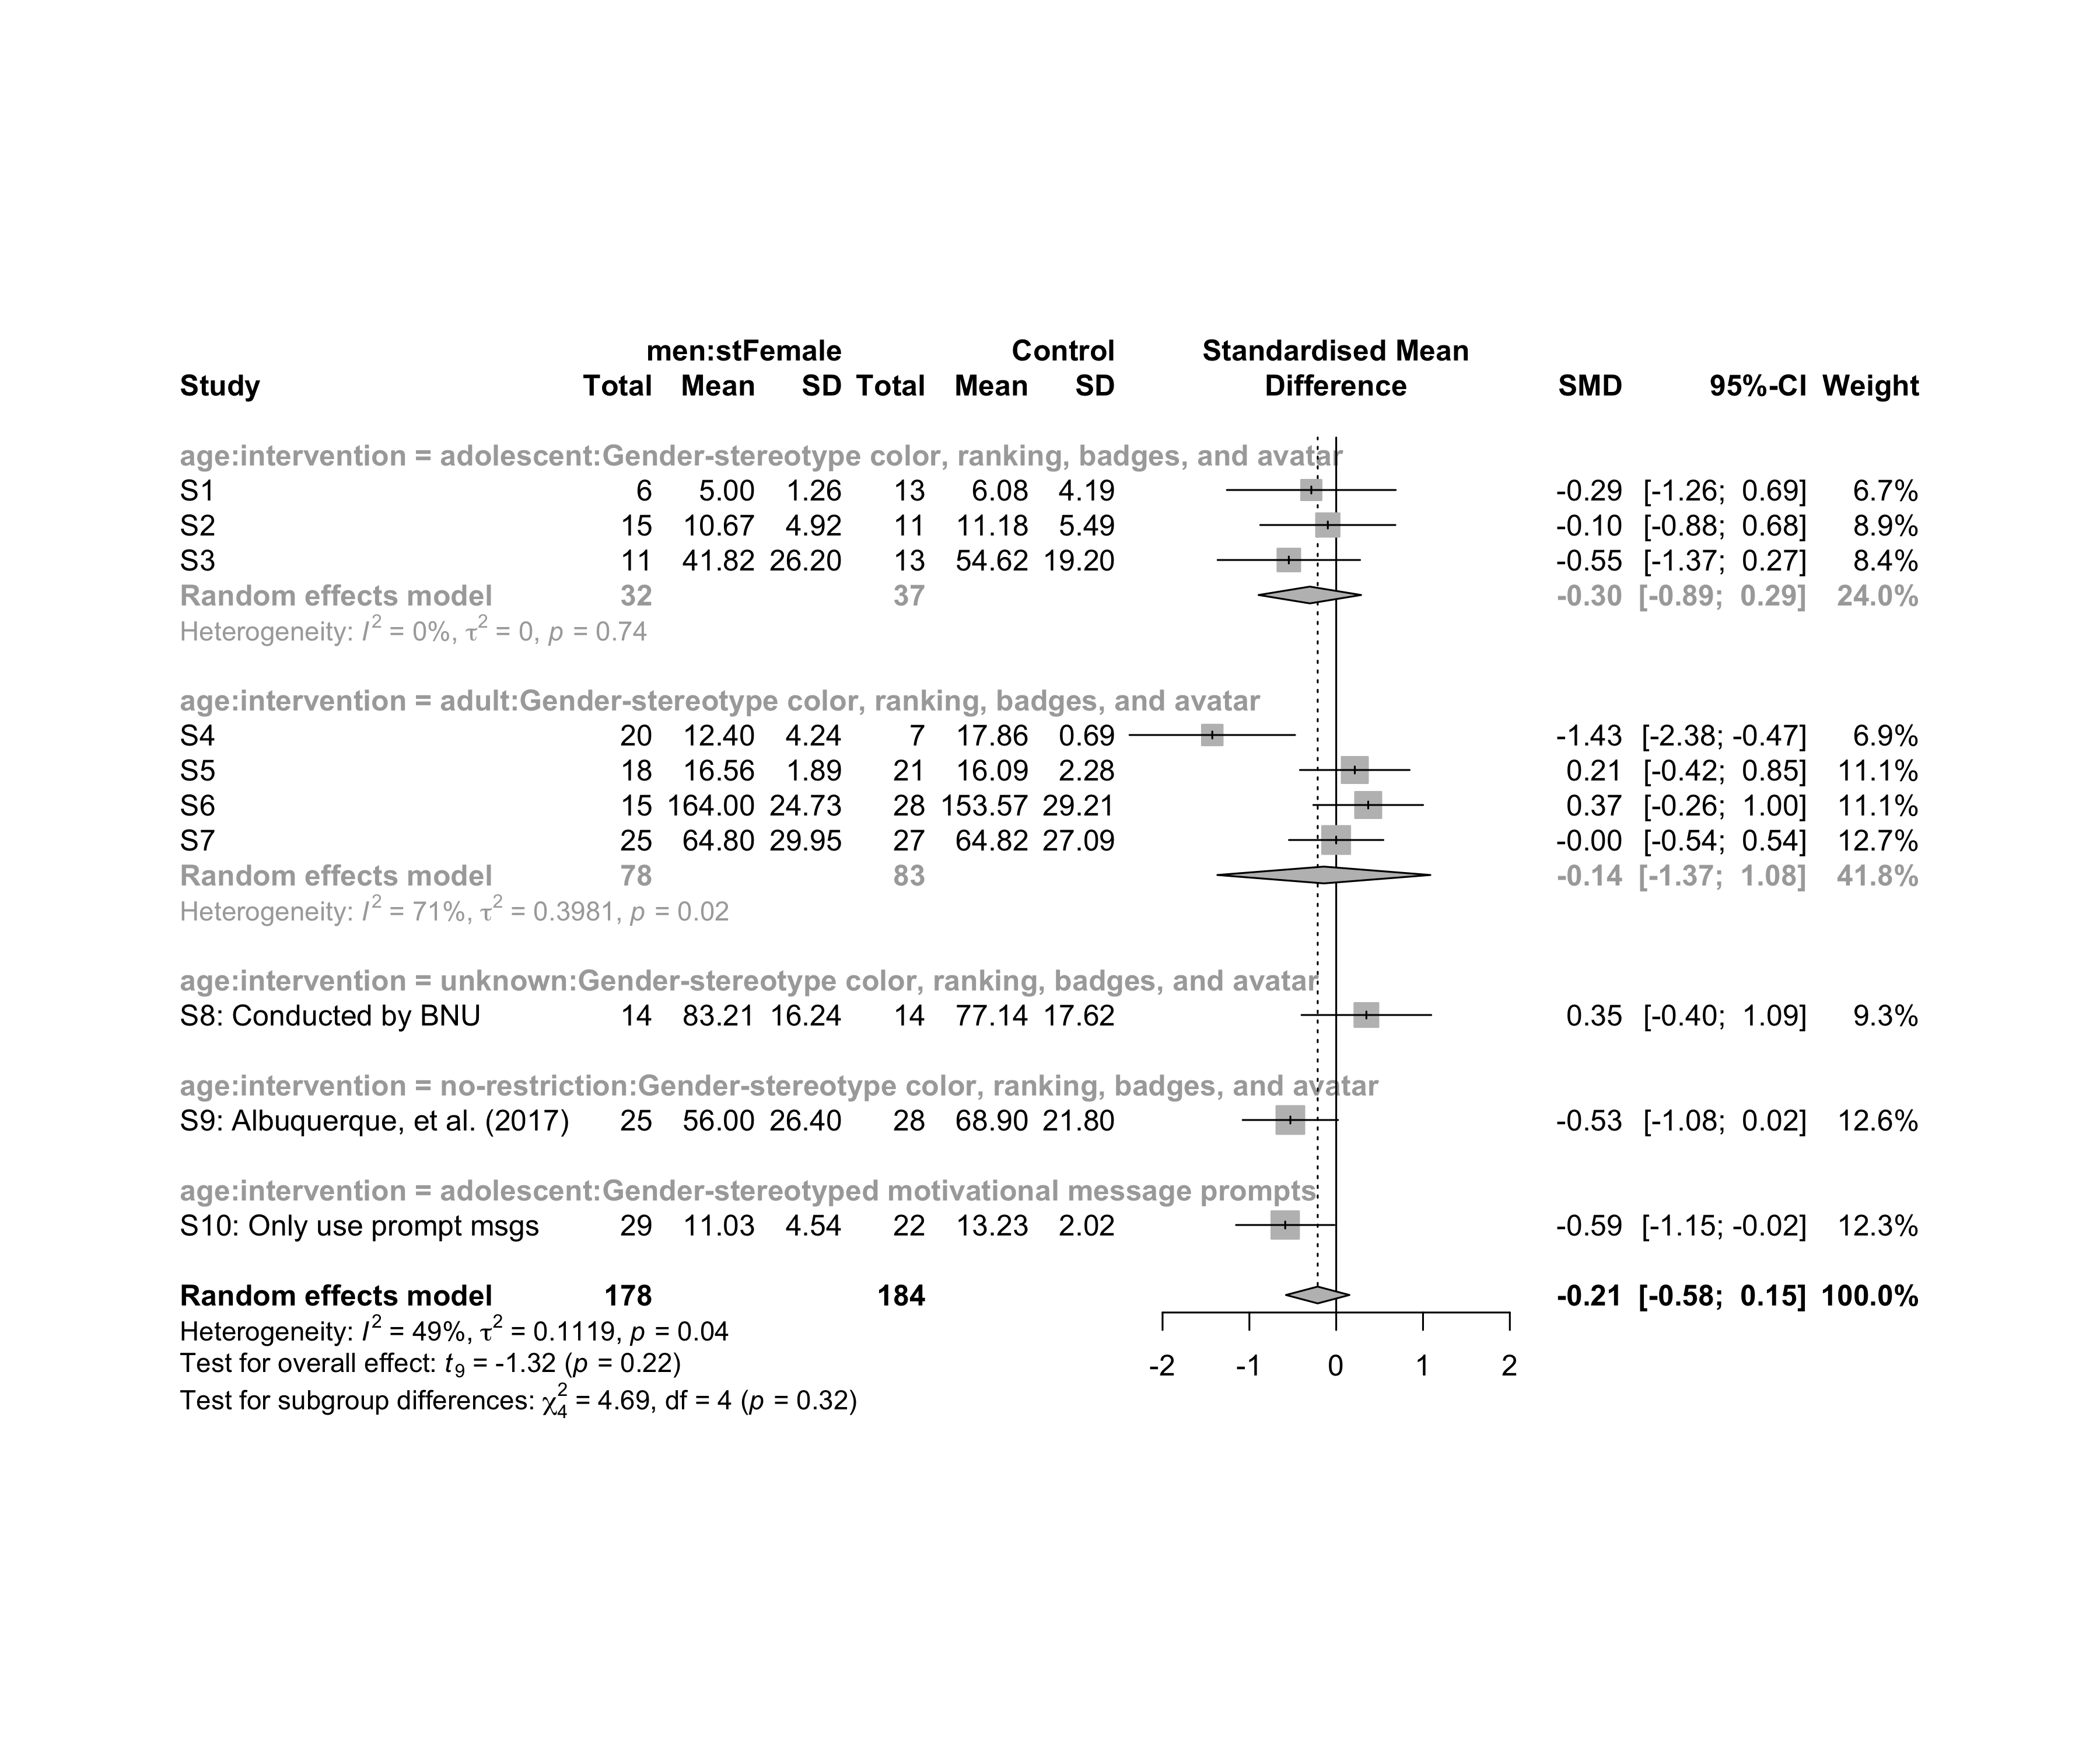 men:stFemale Control Standardised Mean
Study Total Mean SD Total Mean SD Difference SMD 95%-CI Weight
age:intervention = adolescent:Gender-stereotype color, ranking, badges, and avatar
S1 6 5.00 1.26 13 6.08 4.19 -0.29 [-1.26; 0.69] 6.7%
S2 15 10.67 4.92 11 11.18 5.49 -0.10 [-0.88; 0.68] 8.9%
S3 11 41.82 26.20 13 54.62 19.20 -0.55 [-1.37; 0.27] 8.4%
Random effects model 32 37 -0.30 [-0.89; 0.29] 24.0%
Heterogeneity: I² = 0%, τ² = 0, p = 0.74
age:intervention = adult:Gender-stereotype color, ranking, badges, and avatar
S4 20 12.40 4.24 7 17.86 0.69 -1.43 [-2.38; -0.47] 6.9%
S5 18 16.56 1.89 21 16.09 2.28 0.21 [-0.42; 0.85] 11.1%
S6 15 164.00 24.73 28 153.57 29.21 0.37 [-0.26; 1.00] 11.1%
S7 25 64.80 29.95 27 64.82 27.09 -0.00 [-0.54; 0.54] 12.7%
Random effects model 78 83 -0.14 [-1.37; 1.08] 41.8%
Heterogeneity: I² = 71%, τ² = 0.3981, p = 0.02
age:intervention = unknown:Gender-stereotype color, ranking, badges, and avatar
S8: Conducted by BNU 14 83.21 16.24 14 77.14 17.62 0.35 [-0.40; 1.09] 9.3%
age:intervention = no-restriction:Gender-stereotype color, ranking, badges, and avatar
S9: Albuquerque, et al. (2017) 25 56.00 26.40 28 68.90 21.80 -0.53 [-1.08; 0.02] 12.6%
age:intervention = adolescent:Gender-stereotyped motivational message prompts
S10: Only use prompt msgs 29 11.03 4.54 22 13.23 2.02 -0.59 [-1.15; -0.02] 12.3%
Random effects model 178 184 -0.21 [-0.58; 0.15] 100.0%
Heterogeneity: I² = 49%, τ² = 0.1119, p = 0.04
Test for overall effect: t₉ = -1.32 (p = 0.22)
-2 -1 0 1 2
Test for subgroup differences: χ²₄ = 4.69, df = 4 (p = 0.32)